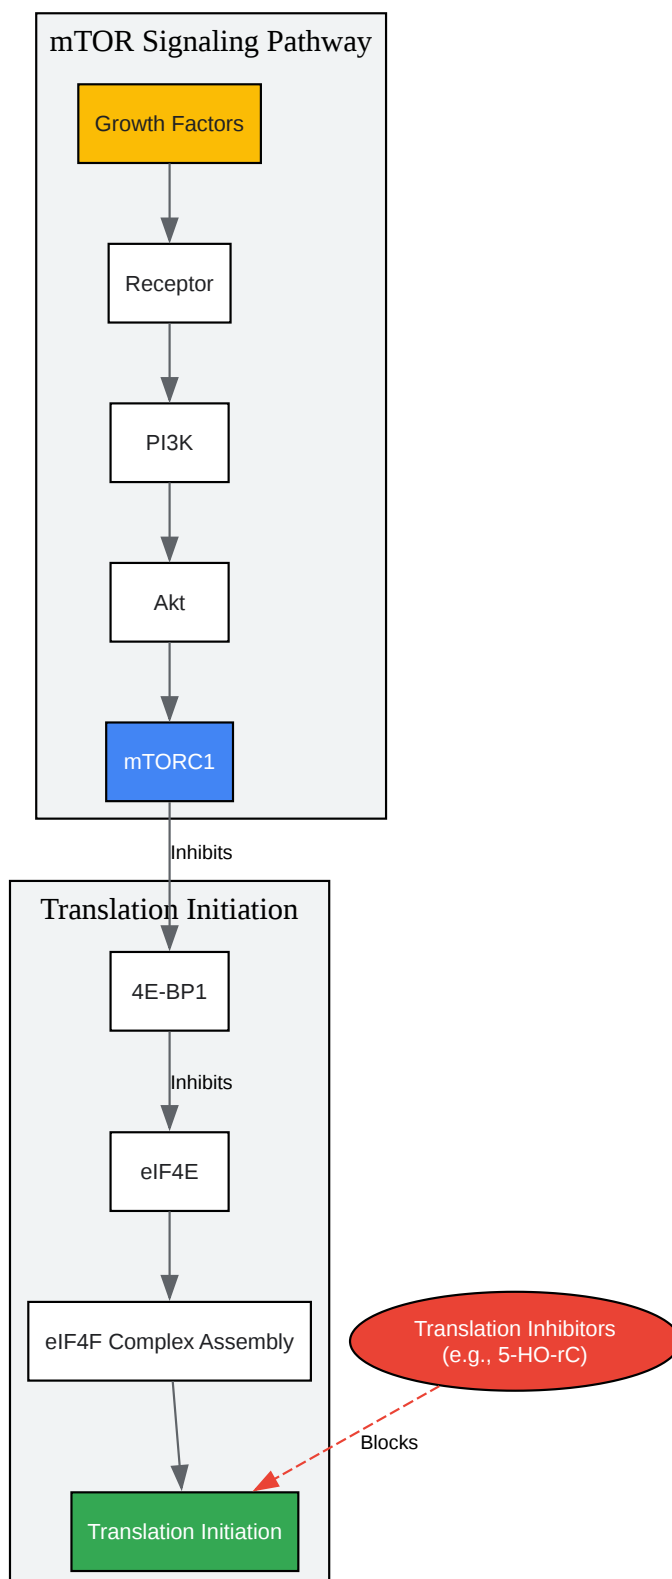 mTOR Signaling Pathway
Growth Factors
Receptor
PI3K
Akt
mTORC1
Inhibits
Translation Initiation
4E-BP1
Inhibits
eIF4E
eIF4F Complex Assembly
Translation Inhibitors
(e.g., 5-HO-rC)
Blocks
Translation Initiation